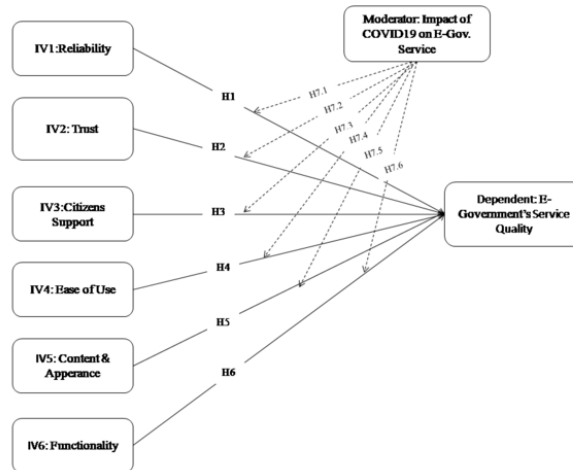 Moderator: Impact of
COVID19 on E-Gov.
Service
IV1:Reliability
H1
H7.1
H7.2
H7.3
H7.4
H7.5
H7.6
IV2: Trust
H2
IV3:Citizens
Support
H3
Dependent: E-
Government's Service
Quality
IV4: Ease of Use
H4
H5
IV5: Content &
Apperance
H6
IV6: Functionality